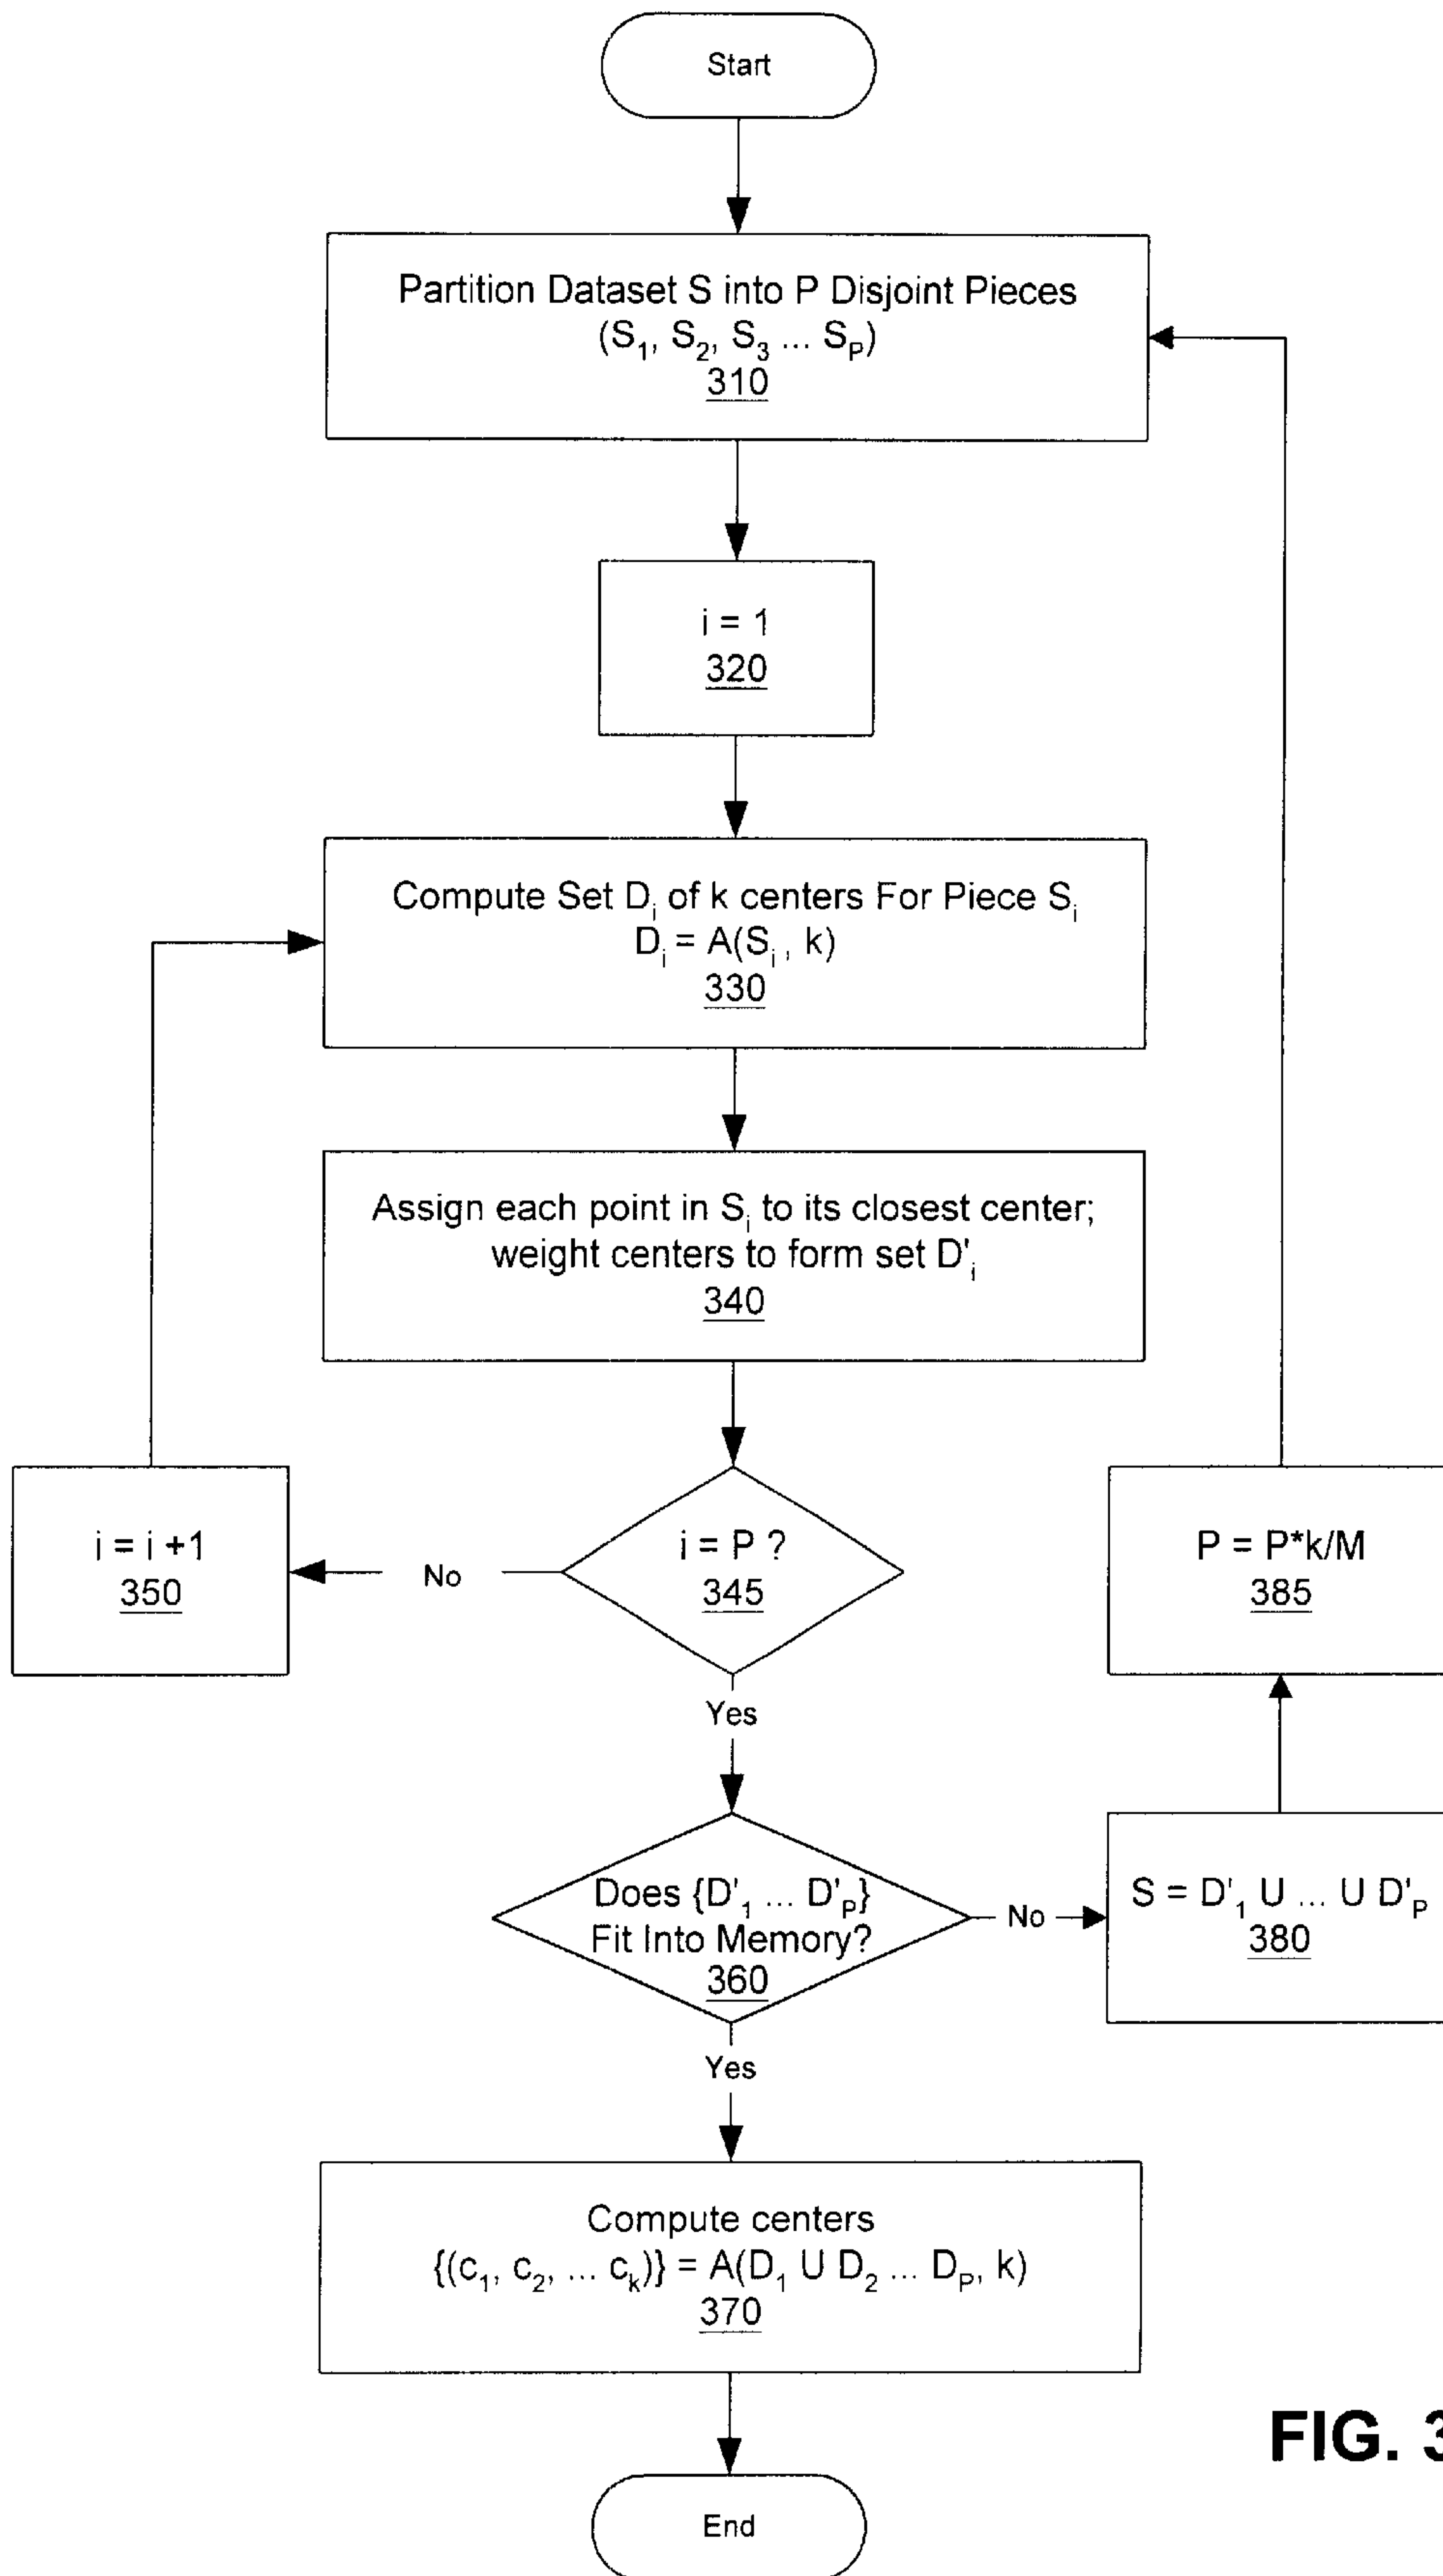 Start
Partition Dataset S into P Disjoint Pieces
(S₁, S₂, S₃ ... Sₚ)
310
i = 1
320
Compute Set Dᵢ of k centers For Piece Sᵢ
Dᵢ = A(Sᵢ, k)
330
Assign each point in Sᵢ to its closest center;
weight centers to form set D'ᵢ
340
i = i +1
350
No
i = P ?
345
P = P*k/M
385
Yes
Does {D'₁ ... D'ₚ}
Fit Into Memory?
360
No
S = D'₁ U ... U D'ₚ
380
Yes
Compute centers
{(c₁, c₂, ... cₖ)} = A(D₁ U D₂ ... Dₚ, k)
370
FIG. 3
End